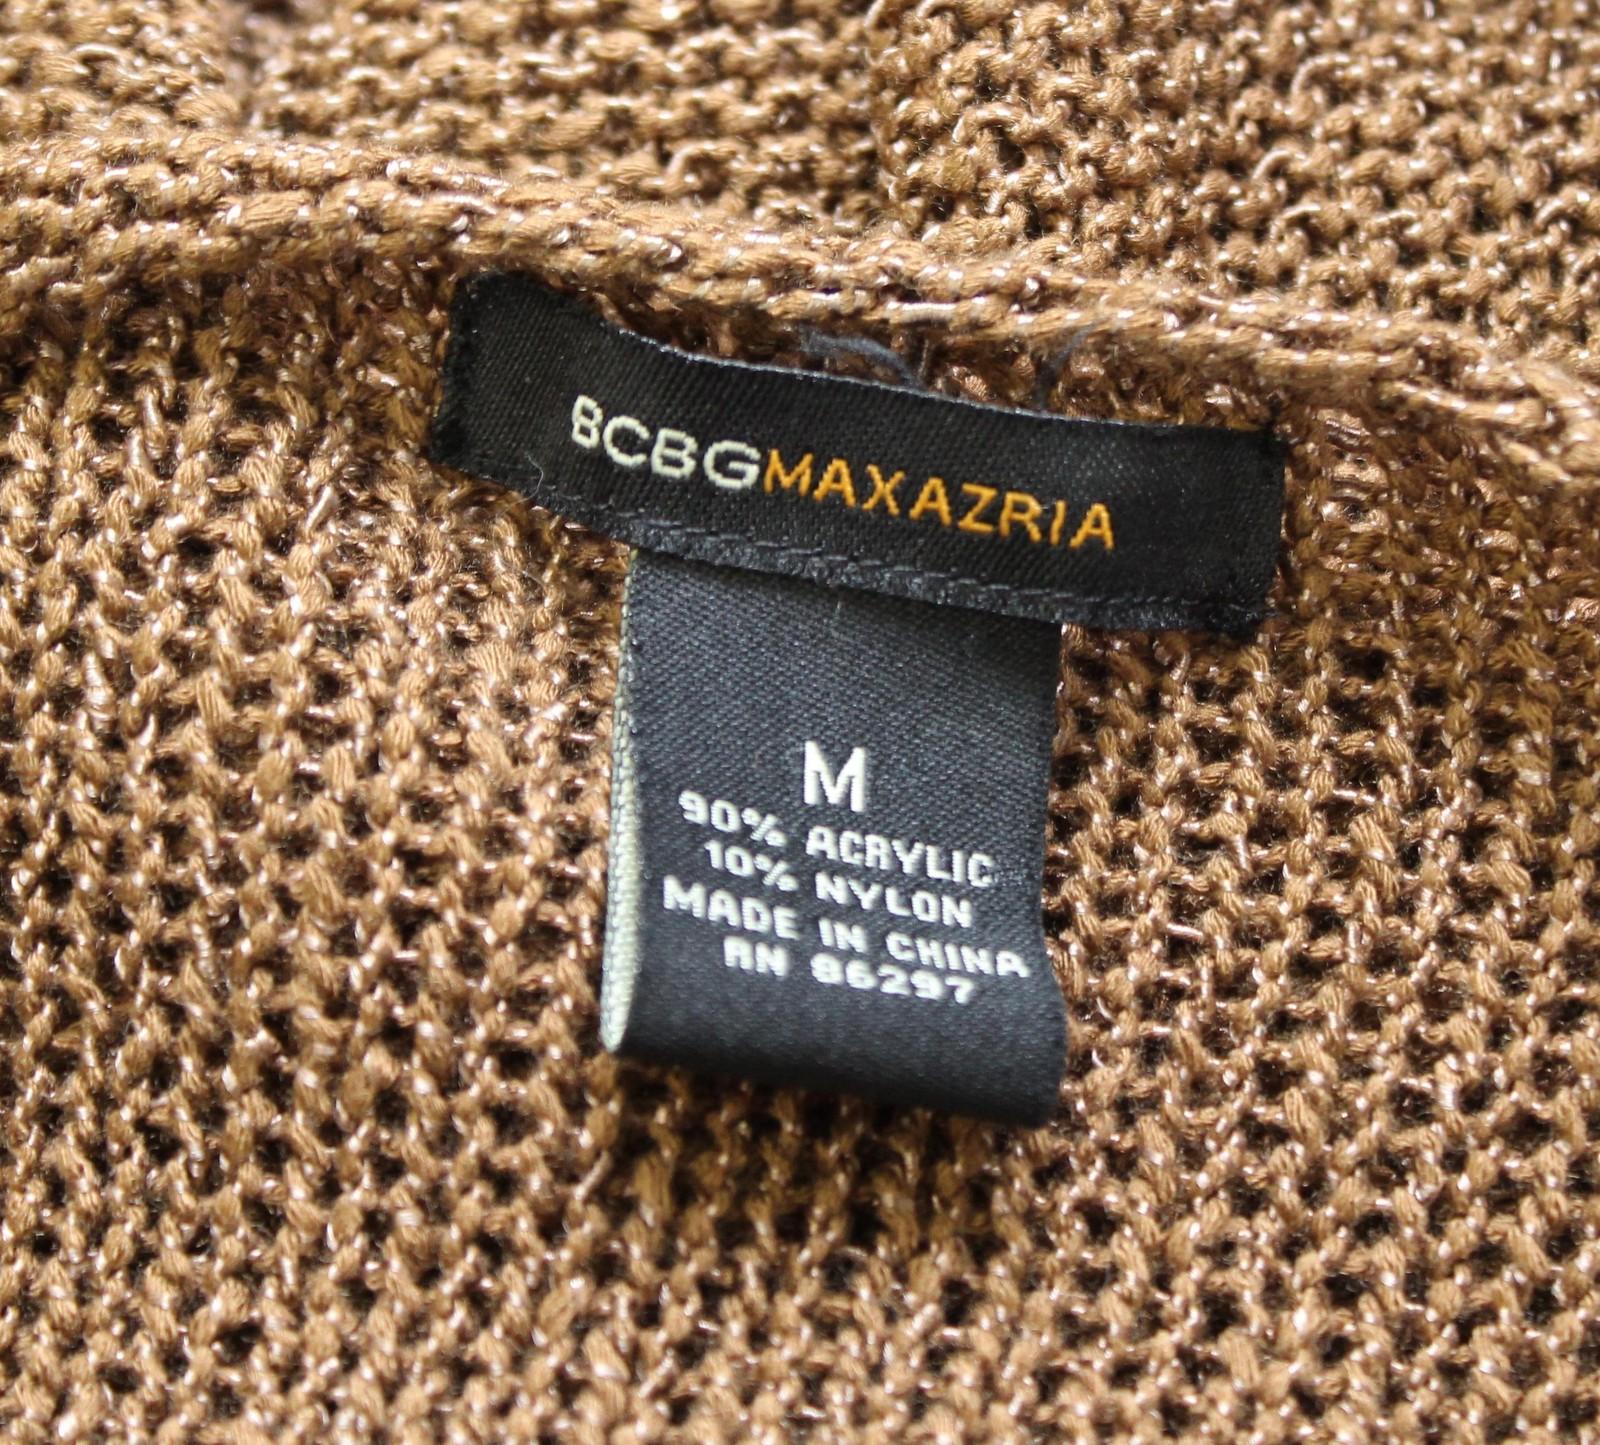 BCBGMAXAZRIA
M
90% ACRYLIC
10% NYLON
MADE IN CHINA
RN 86297